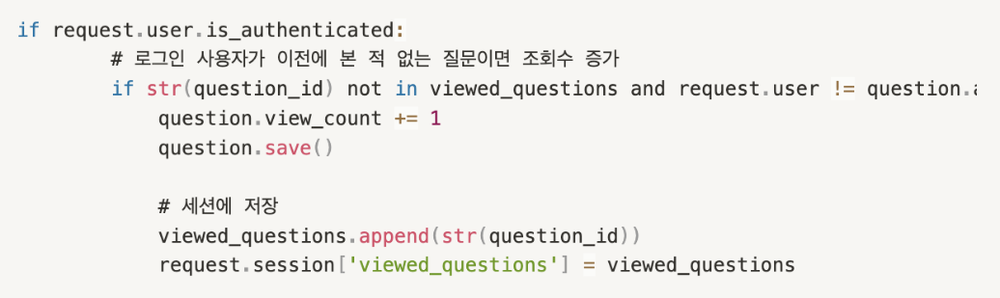 if request.user.is_authenticated:
# 로그인 사용자가 이전에 본 적 없는 질문이면 조회수 증가
if str(question_id) not in viewed_questions and request.user != question.
question.view_count += 1
question.save()
# 세션에 저장
viewed_questions.append(str(question_id))
request.session['viewed_questions'] = viewed_questions